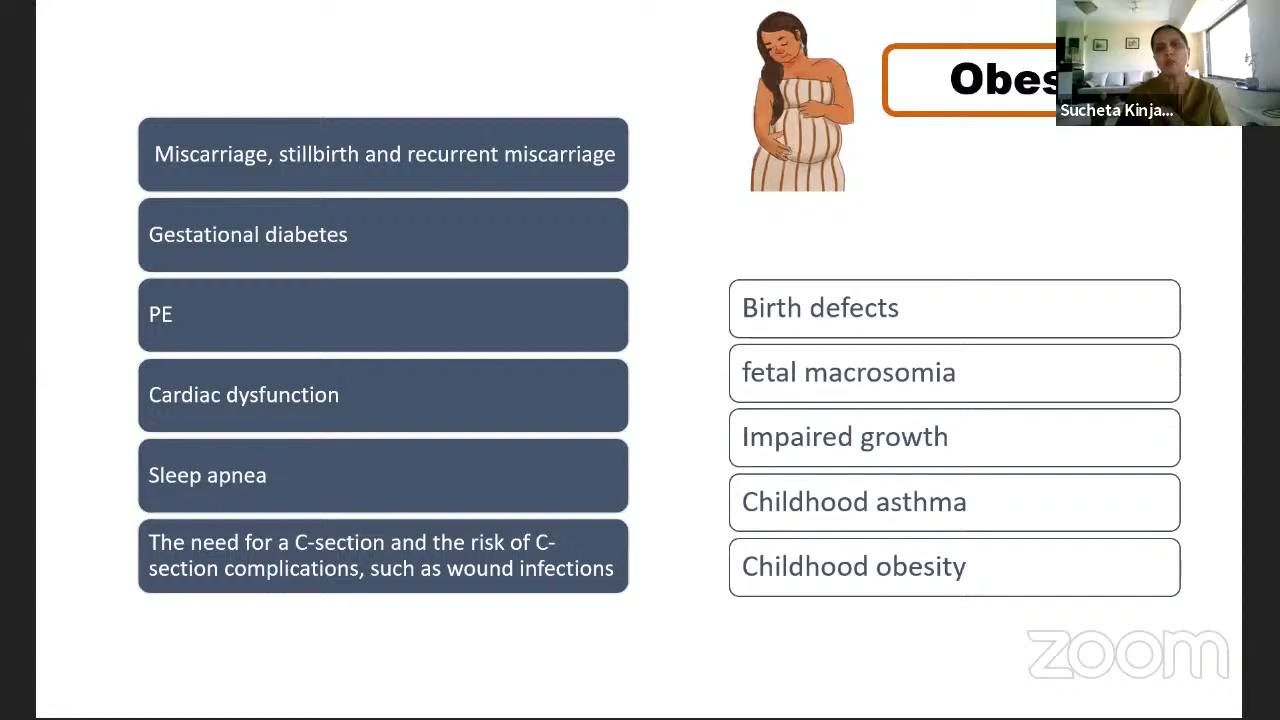 Obes
Sucheta Kinja...
Miscarriage, stillbirth and recurrent miscarriage
Gestational diabetes
PE
Cardiac dysfunction
Sleep apnea
The need for a C-section and the risk of C-
section complications, such as wound infections
Birth defects
fetal macrosomia
Impaired growth
Childhood asthma
Childhood obesity
zoom